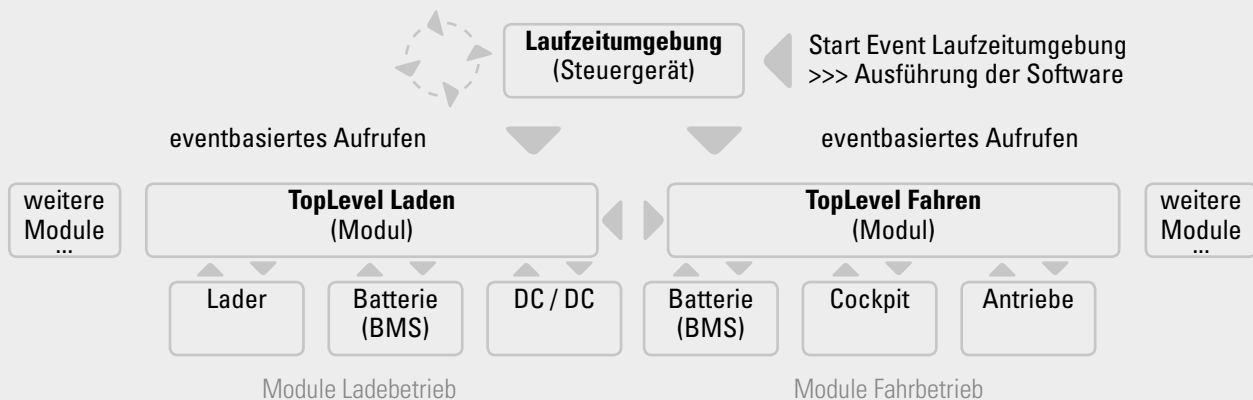 Laufzeitumgebung
(Steuergerät)
Start Event Laufzeitumgebung
>>> Ausführung der Software
eventbasiertes Aufrufen
eventbasiertes Aufrufen
weitere
Module
...
TopLevel Laden
(Modul)
TopLevel Fahren
(Modul)
weitere
Module
...
Lader
Batterie
(BMS)
DC / DC
Batterie
(BMS)
Cockpit
Antriebe
Module Ladebetrieb
Module Fahrbetrieb